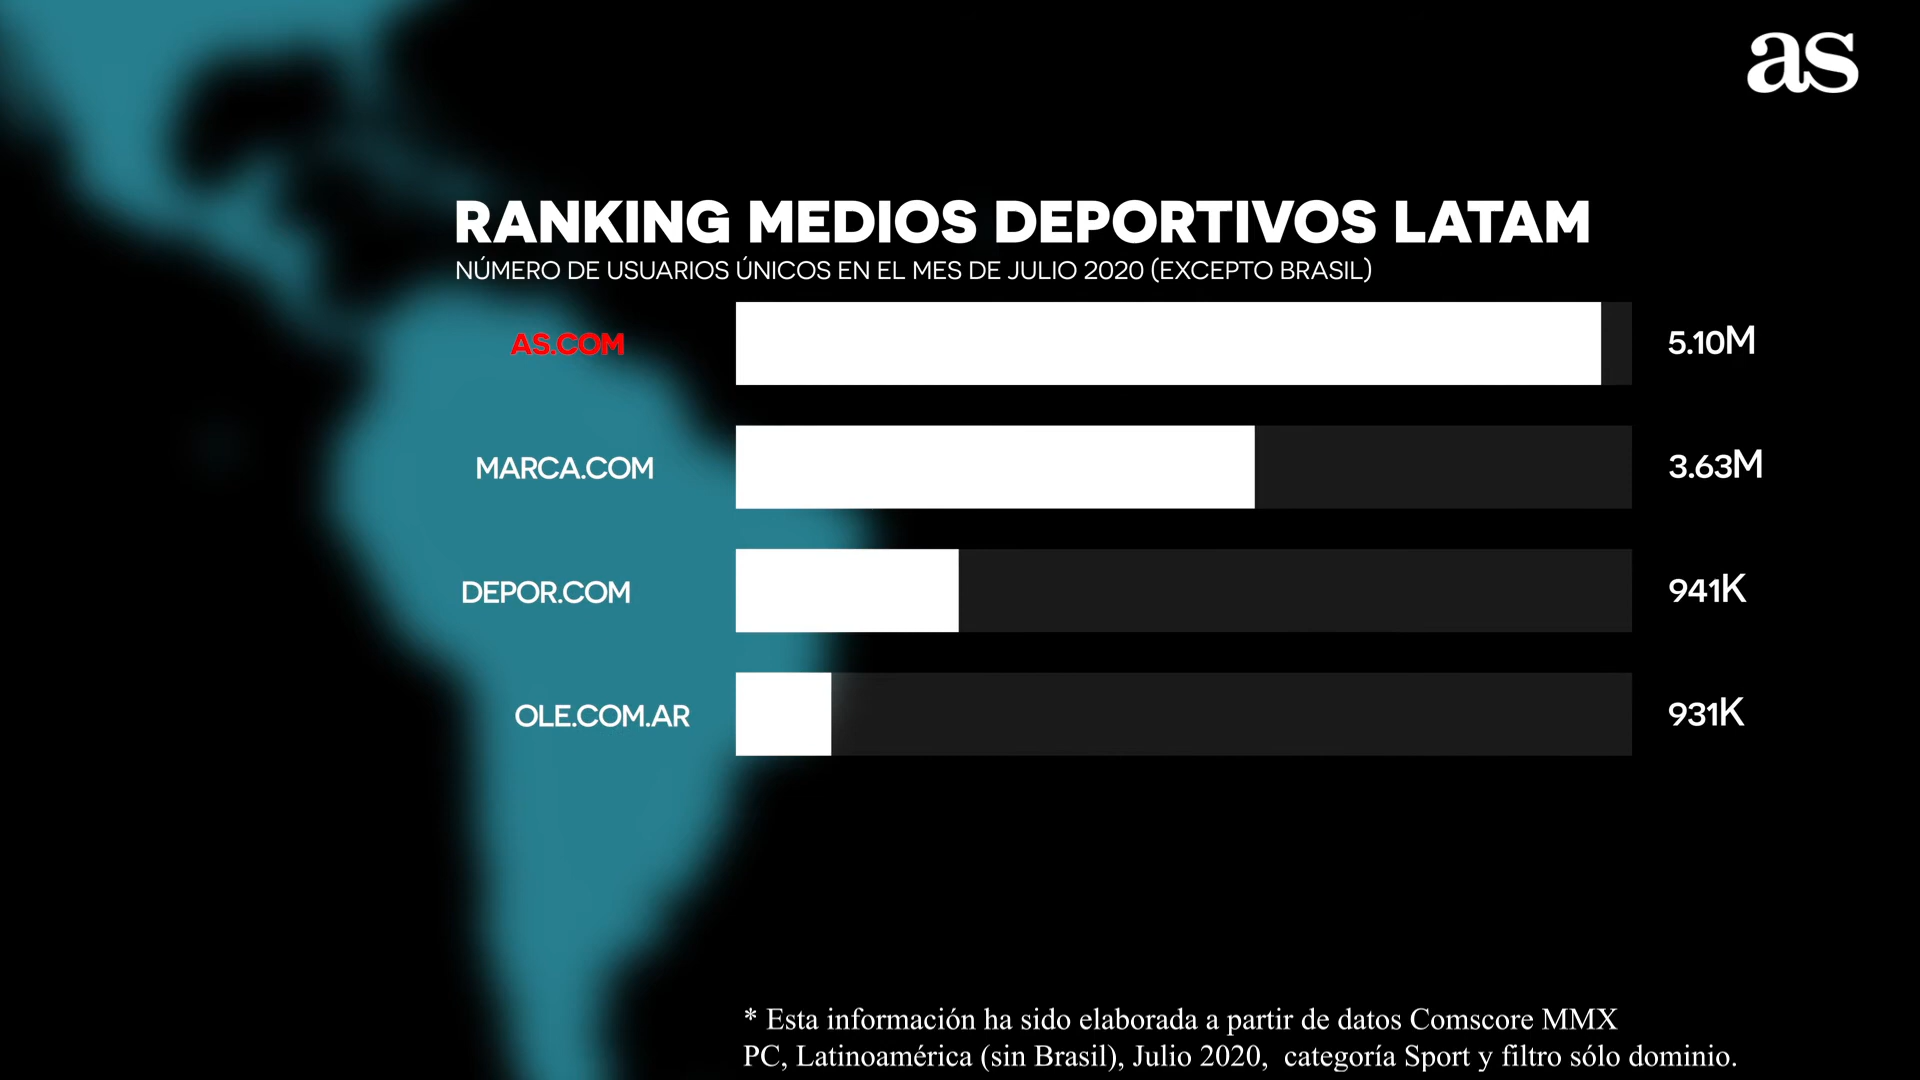 as
RANKING MEDIOS DEPORTIVOS LATAM
NÚMERO DE USUARIOS ÚNICOS EN EL MES DE JULIO 2020 (EXCEPTO BRASIL)
AS.COM 5.10M
MARCA.COM 3.63M
DEPOR.COM 941K
OLE.COM.AR 931K
* Esta información ha sido elaborada a partir de datos Comscore MMX
PC, Latinoamérica (sin Brasil), Julio 2020,  categoría Sport y filtro sólo dominio.